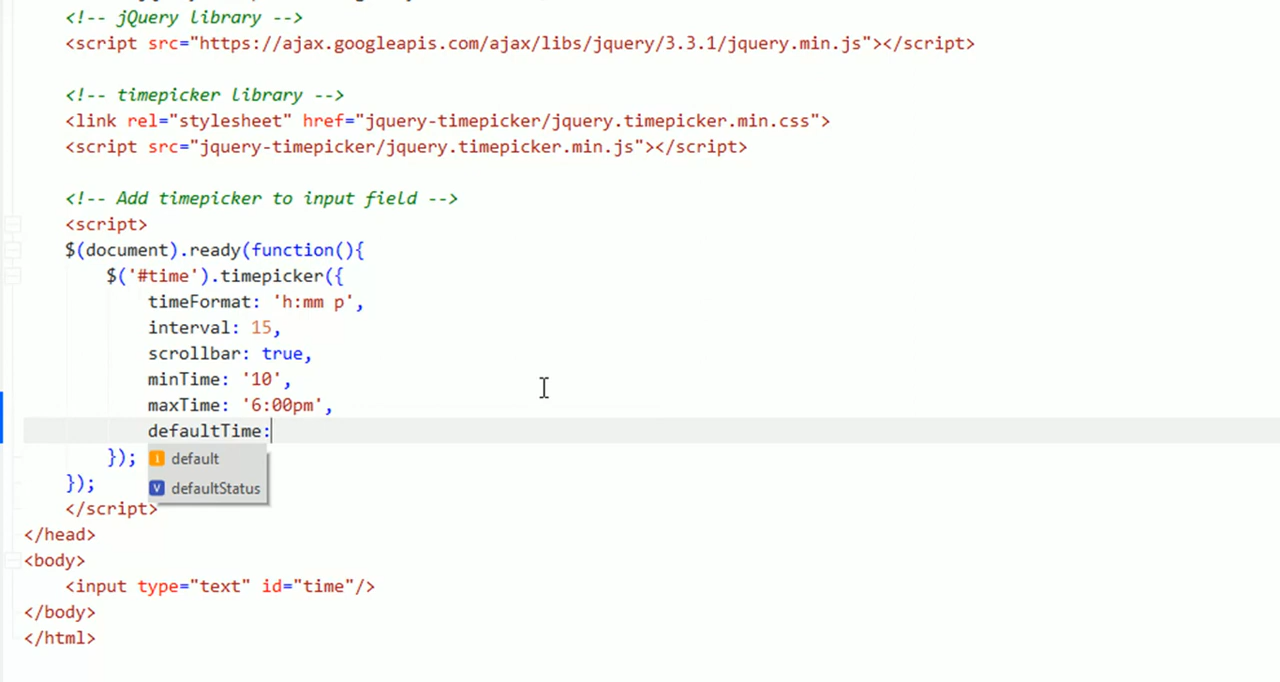 <!-- jQuery library -->
<script src="https://ajax.googleapis.com/ajax/libs/jquery/3.3.1/jquery.min.js"></script>
<!-- timepicker library -->
<link rel="stylesheet" href="jquery-timepicker/jquery.timepicker.min.css">
<script src="jquery-timepicker/jquery.timepicker.min.js"></script>
<!-- Add timepicker to input field -->
<script>
$(document).ready(function(){
$('#time').timepicker({
timeFormat: 'h:mm p',
interval: 15,
scrollbar: true,
minTime: '10',
maxTime: '6:00pm',
defaultTime:
});
default
defaultStatus
});
</script>
</head>
<body>
<input type="text" id="time"/>
</body>
</html>